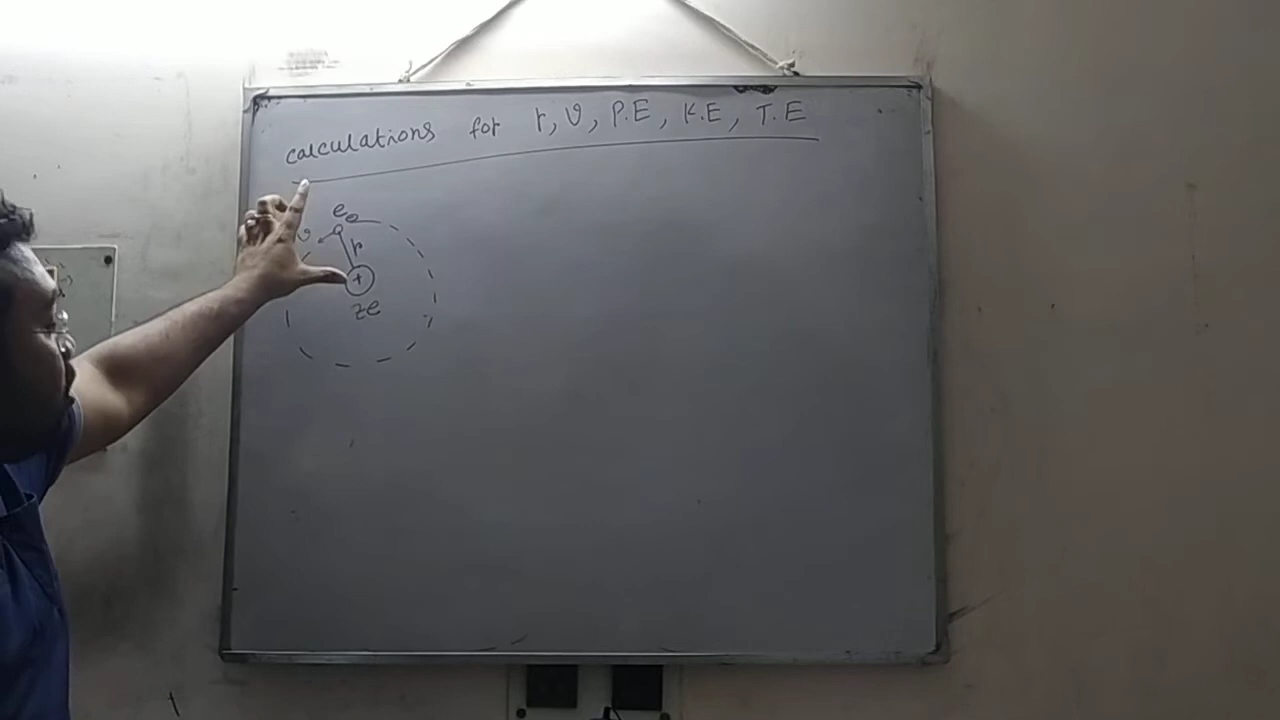 calculations for r, v, P.E, K.E, T.E
e⊖
v
r
+
ze